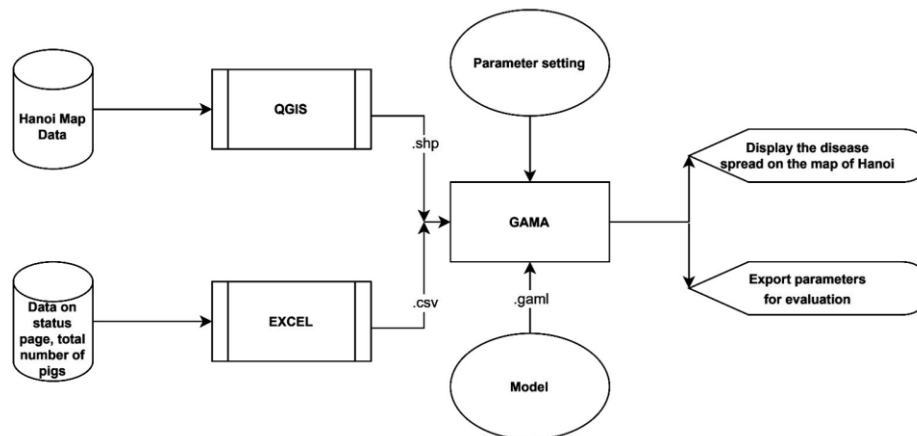 Parameter setting
Hanoi Map
Data
QGIS
.shp
Display the disease
spread on the map of Hanoi
GAMA
Data on
status
page, total
number of
pigs
EXCEL
.csv
.gaml
Export parameters
for evaluation
Model